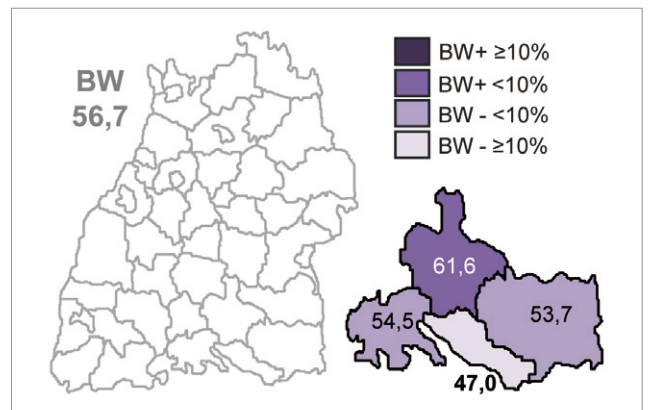 BW
56,7
BW+ ≥10%
BW+ <10%
BW - <10%
BW - ≥10%
61,6
54,5
53,7
47,0